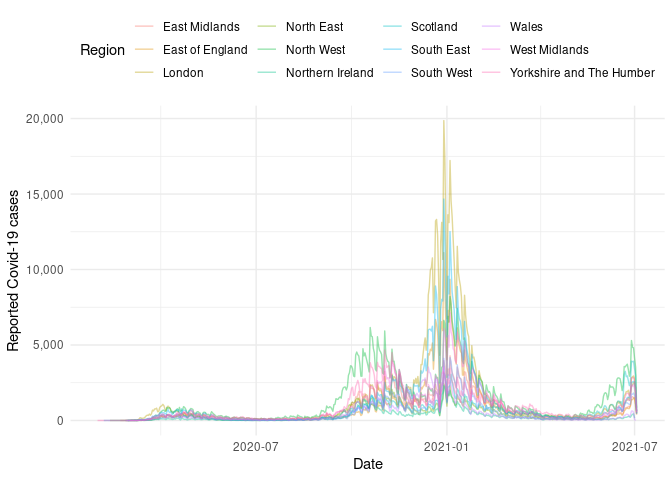 East Midlands North East Scotland Wales
Region East of England North West South East West Midlands
London Northern Ireland South West Yorkshire and The Humber
20,000
15,000
10,000
5,000
0
Reported Covid-19 cases
2020-07 2021-01 2021-07
Date